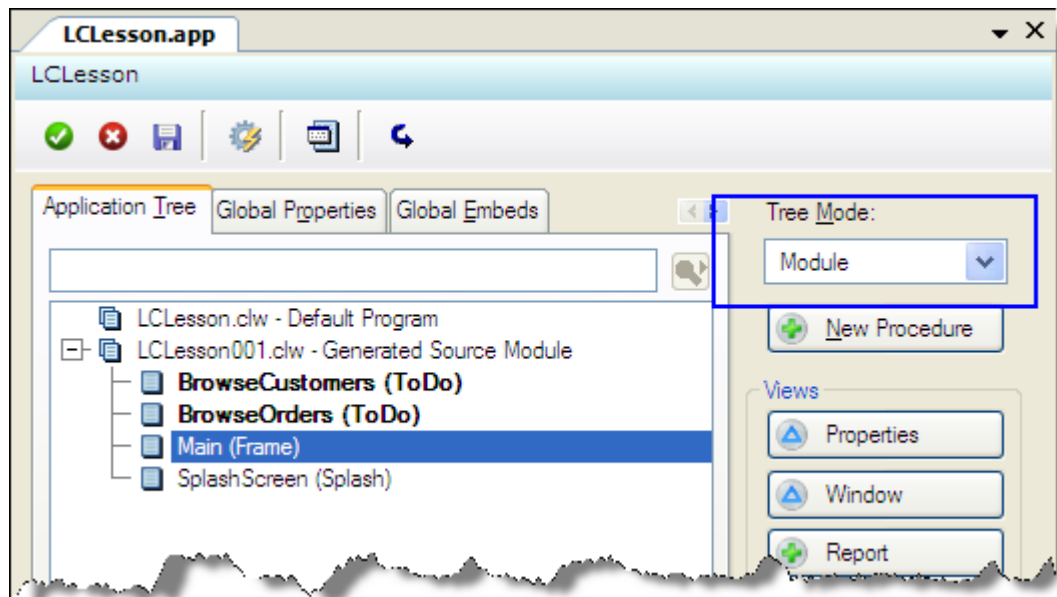 LCLesson.app
LCLesson
Application Tree
Global Properties
Global Embeds
Tree Mode:
Module
LCLesson.clw - Default Program
LCLesson001.clw - Generated Source Module
BrowseCustomers (ToDo)
BrowseOrders (ToDo)
Main (Frame)
SplashScreen (Splash)
New Procedure
Views
Properties
Window
Report